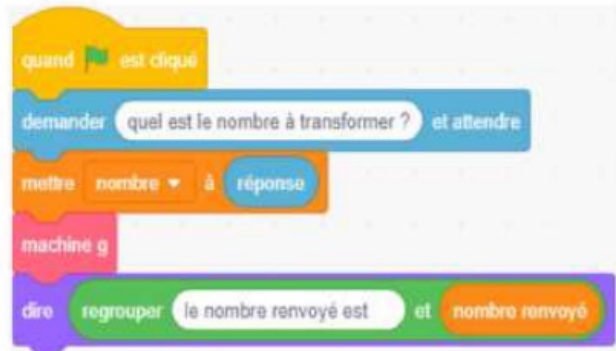 quand est cliqué
demander quel est le nombre à transformer ? et attendre
mettre nombre à réponse
machine g
dire regrouper le nombre renvoyé est et nombre renvoyé